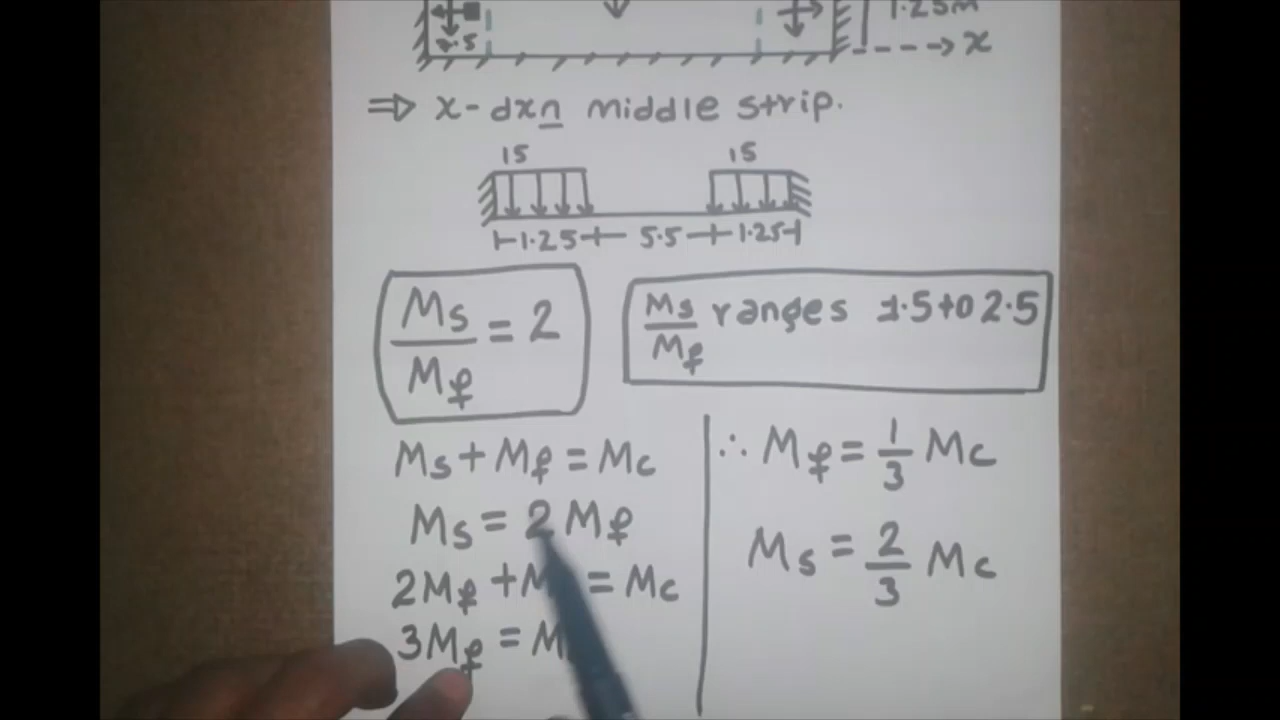 1.25m
x
⇒ x - dxn middle strip.
15 15
1.25 5.5 1.25
Ms/Mf = 2
Ms/Mf ranges 1.5 to 2.5
Ms + Mf = Mc
Ms = 2 Mf
2Mf + M = Mc
3Mf = M
∴ Mf = 1/3 Mc
Ms = 2/3 Mc